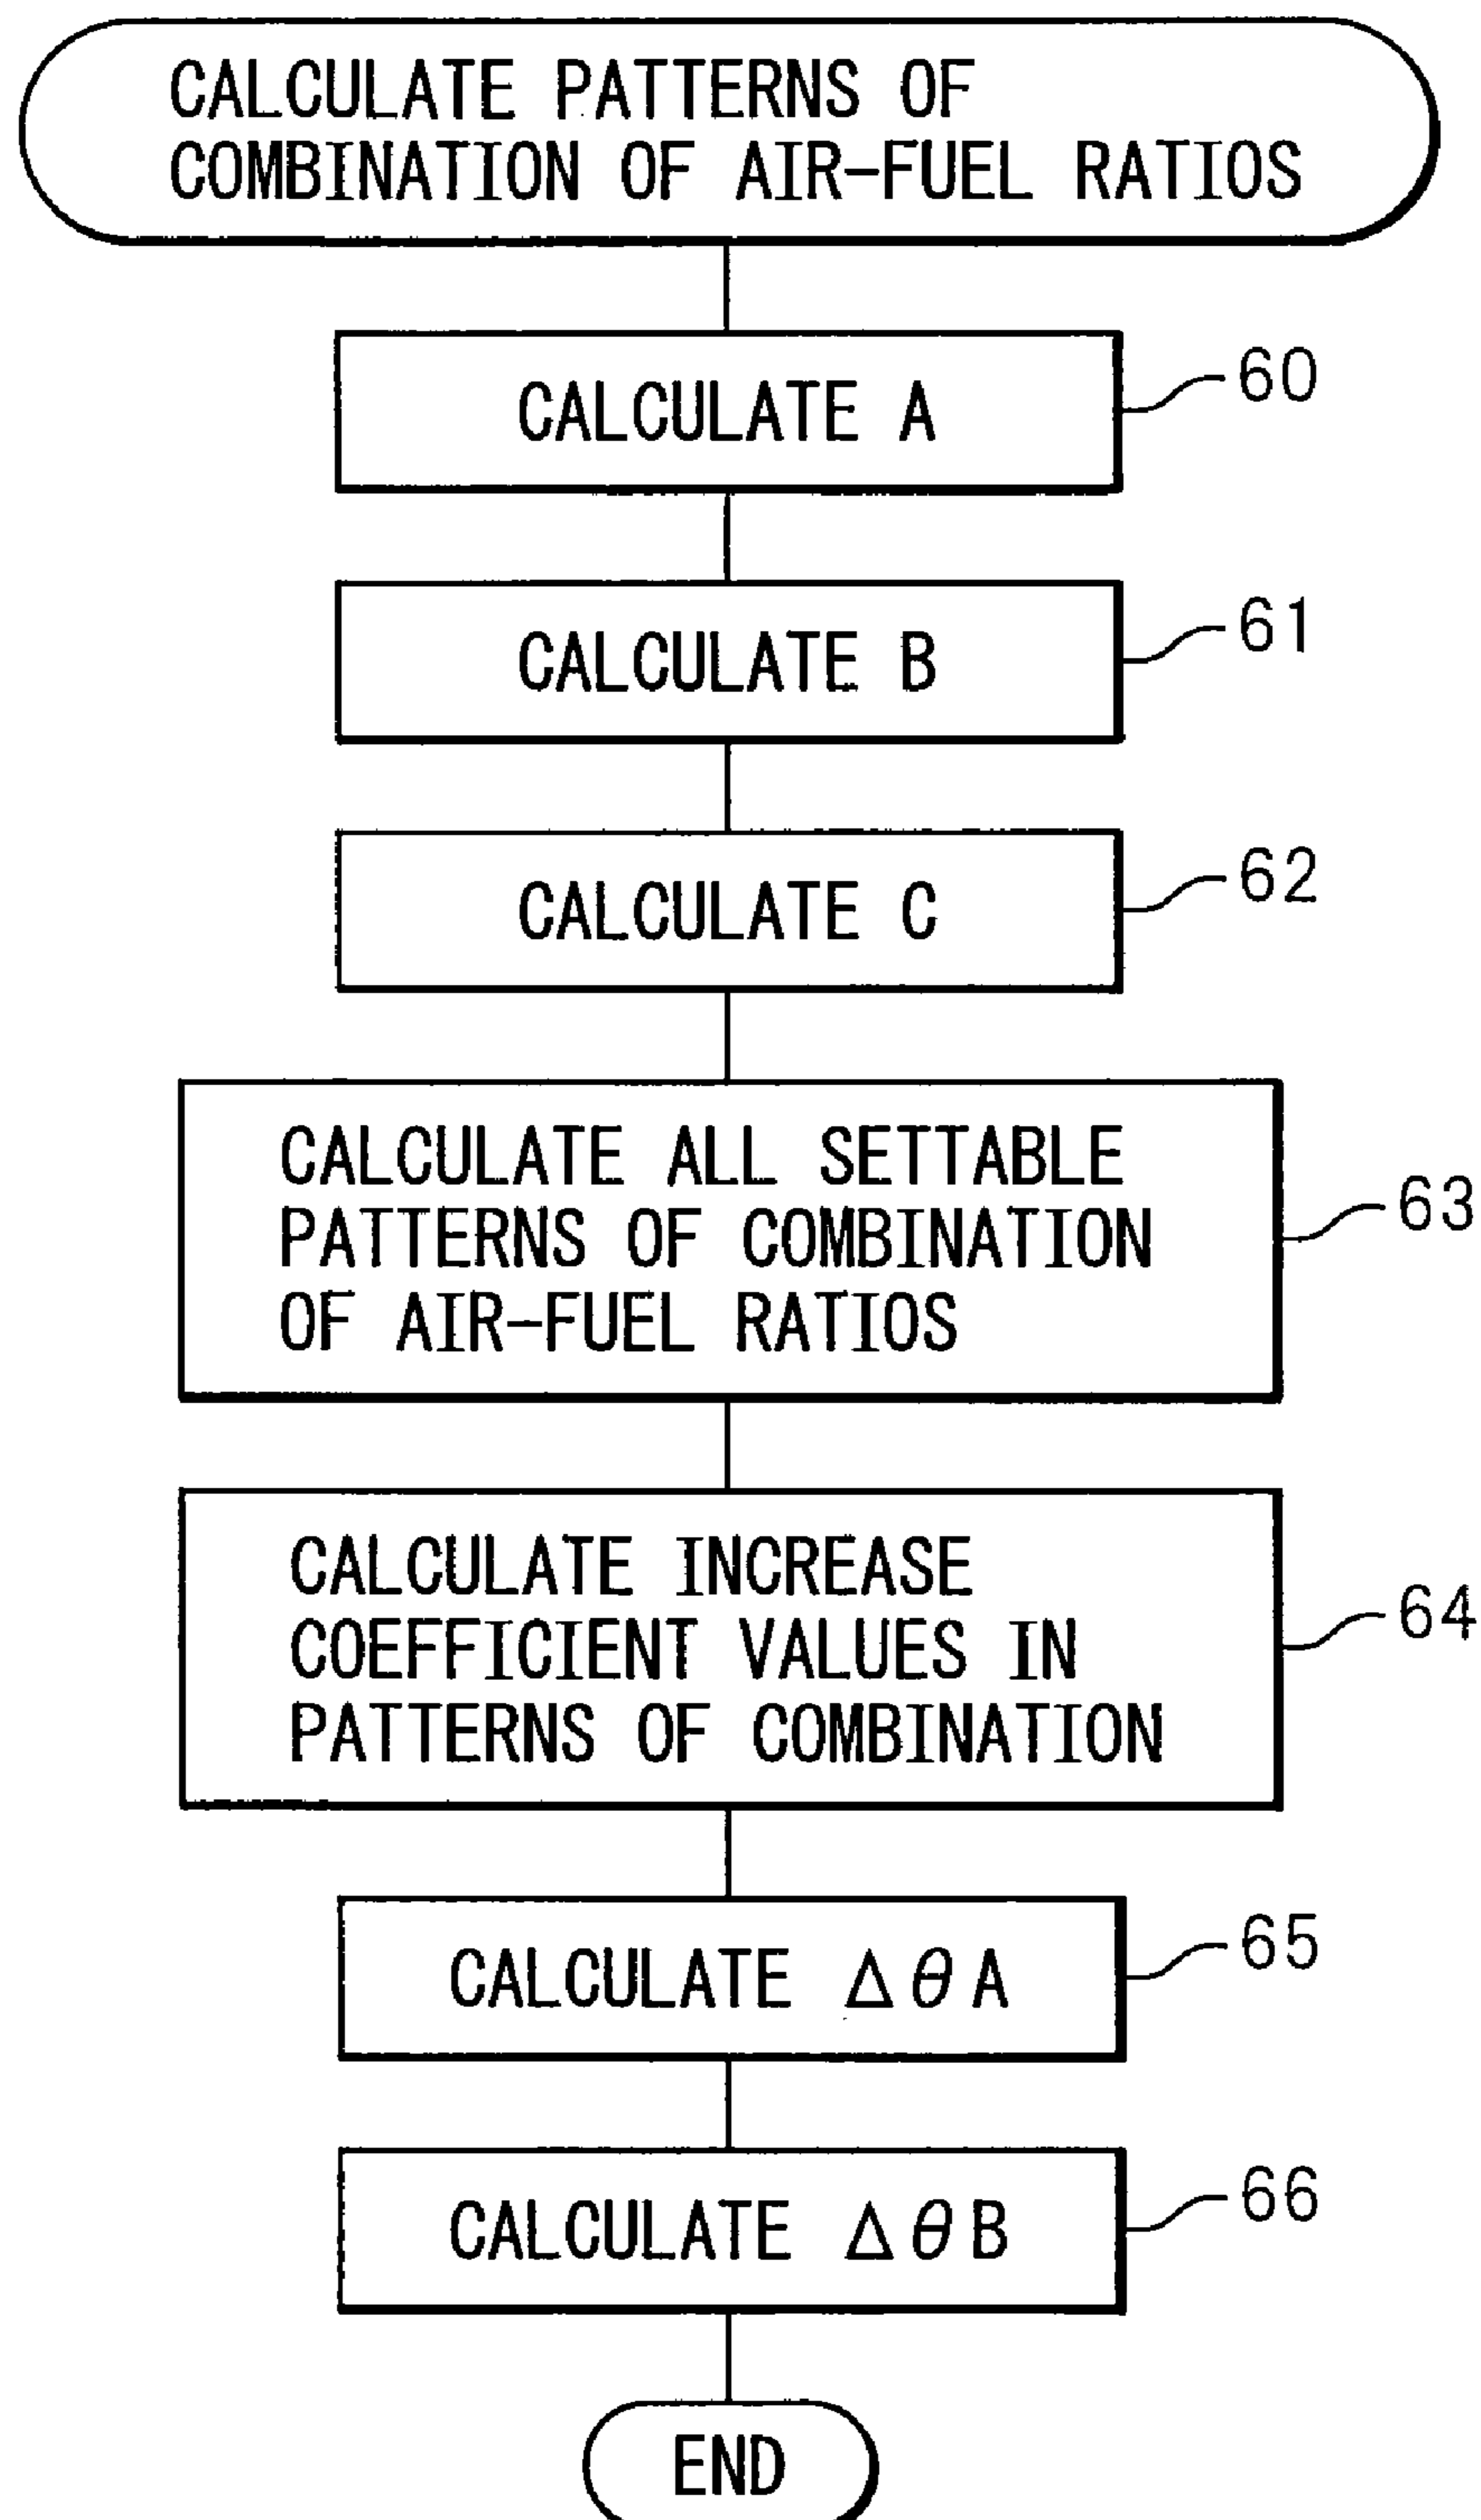 CALCULATE PATTERNS OF
COMBINATION OF AIR-FUEL RATIOS
CALCULATE A
60
CALCULATE B
61
CALCULATE C
62
CALCULATE ALL SETTABLE
PATTERNS OF COMBINATION
OF AIR-FUEL RATIOS
63
CALCULATE INCREASE
COEFFICIENT VALUES IN
PATTERNS OF COMBINATION
64
CALCULATE Δθ A
65
CALCULATE Δθ B
66
END